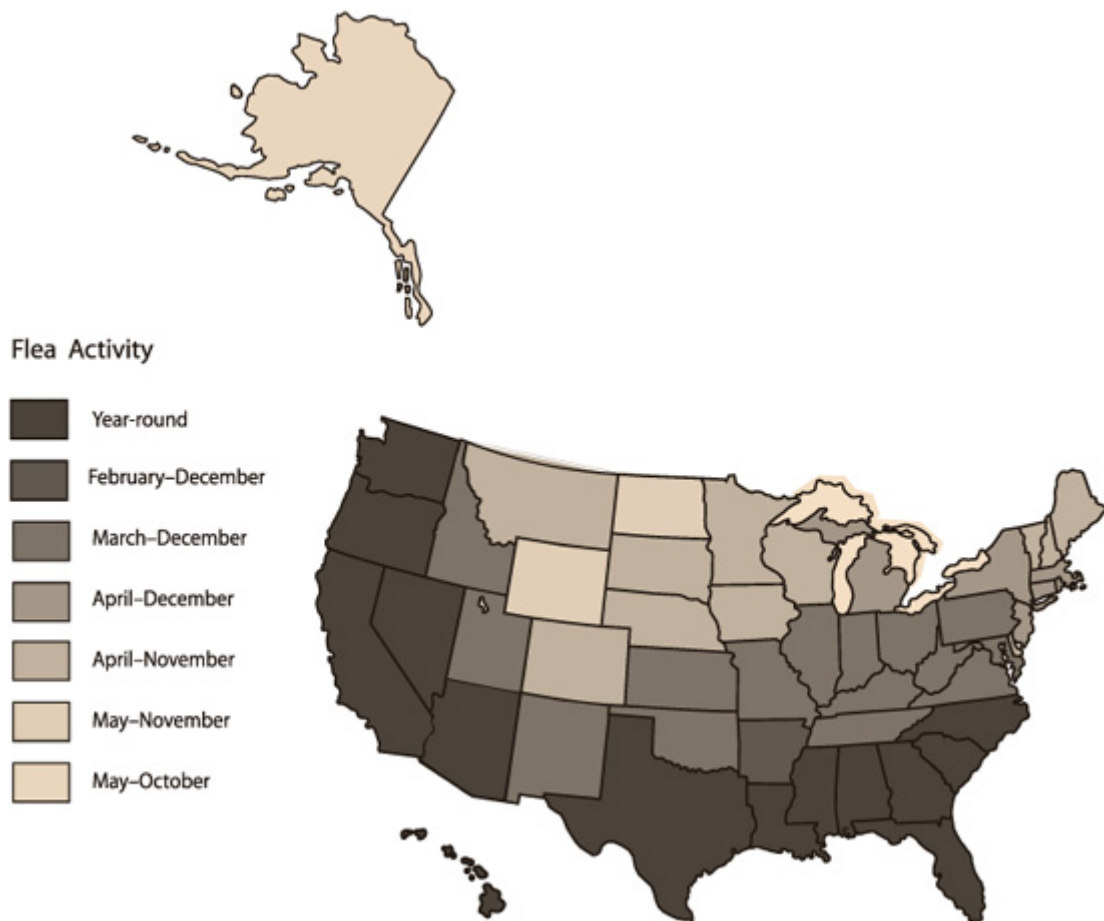 Flea Activity
Year-round
February–December
March–December
April–December
April–November
May–November
May–October